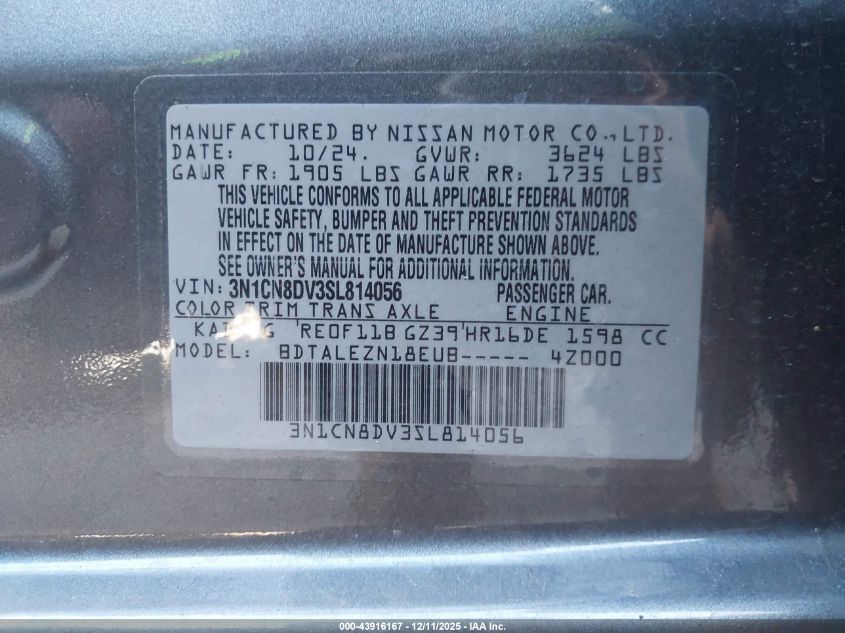 MANUFACTURED BY NISSAN MOTOR CO., LTD.
DATE: 10/24. GVWR: 3624 LBS
GAWR FR: 1905 LBS GAWR RR: 1735 LBS
THIS VEHICLE CONFORMS TO ALL APPLICABLE FEDERAL MOTOR
VEHICLE SAFETY, BUMPER AND THEFT PREVENTION STANDARDS
IN EFFECT ON THE DATE OF MANUFACTURE SHOWN ABOVE.
SEE OWNER'S MANUAL FOR ADDITIONAL INFORMATION.
VIN: 3N1CN8DV3SL814056 PASSENGER CAR.
COLOR TRIM TRANS AXLE ENGINE
RE0F11B GZ39 HR16DE 1598 CC
MODEL: BDTALEZN18EUB----- 4Z000
3N1CN8DV3SL814056
000-43916167 - 12/11/2025 - IAA Inc.